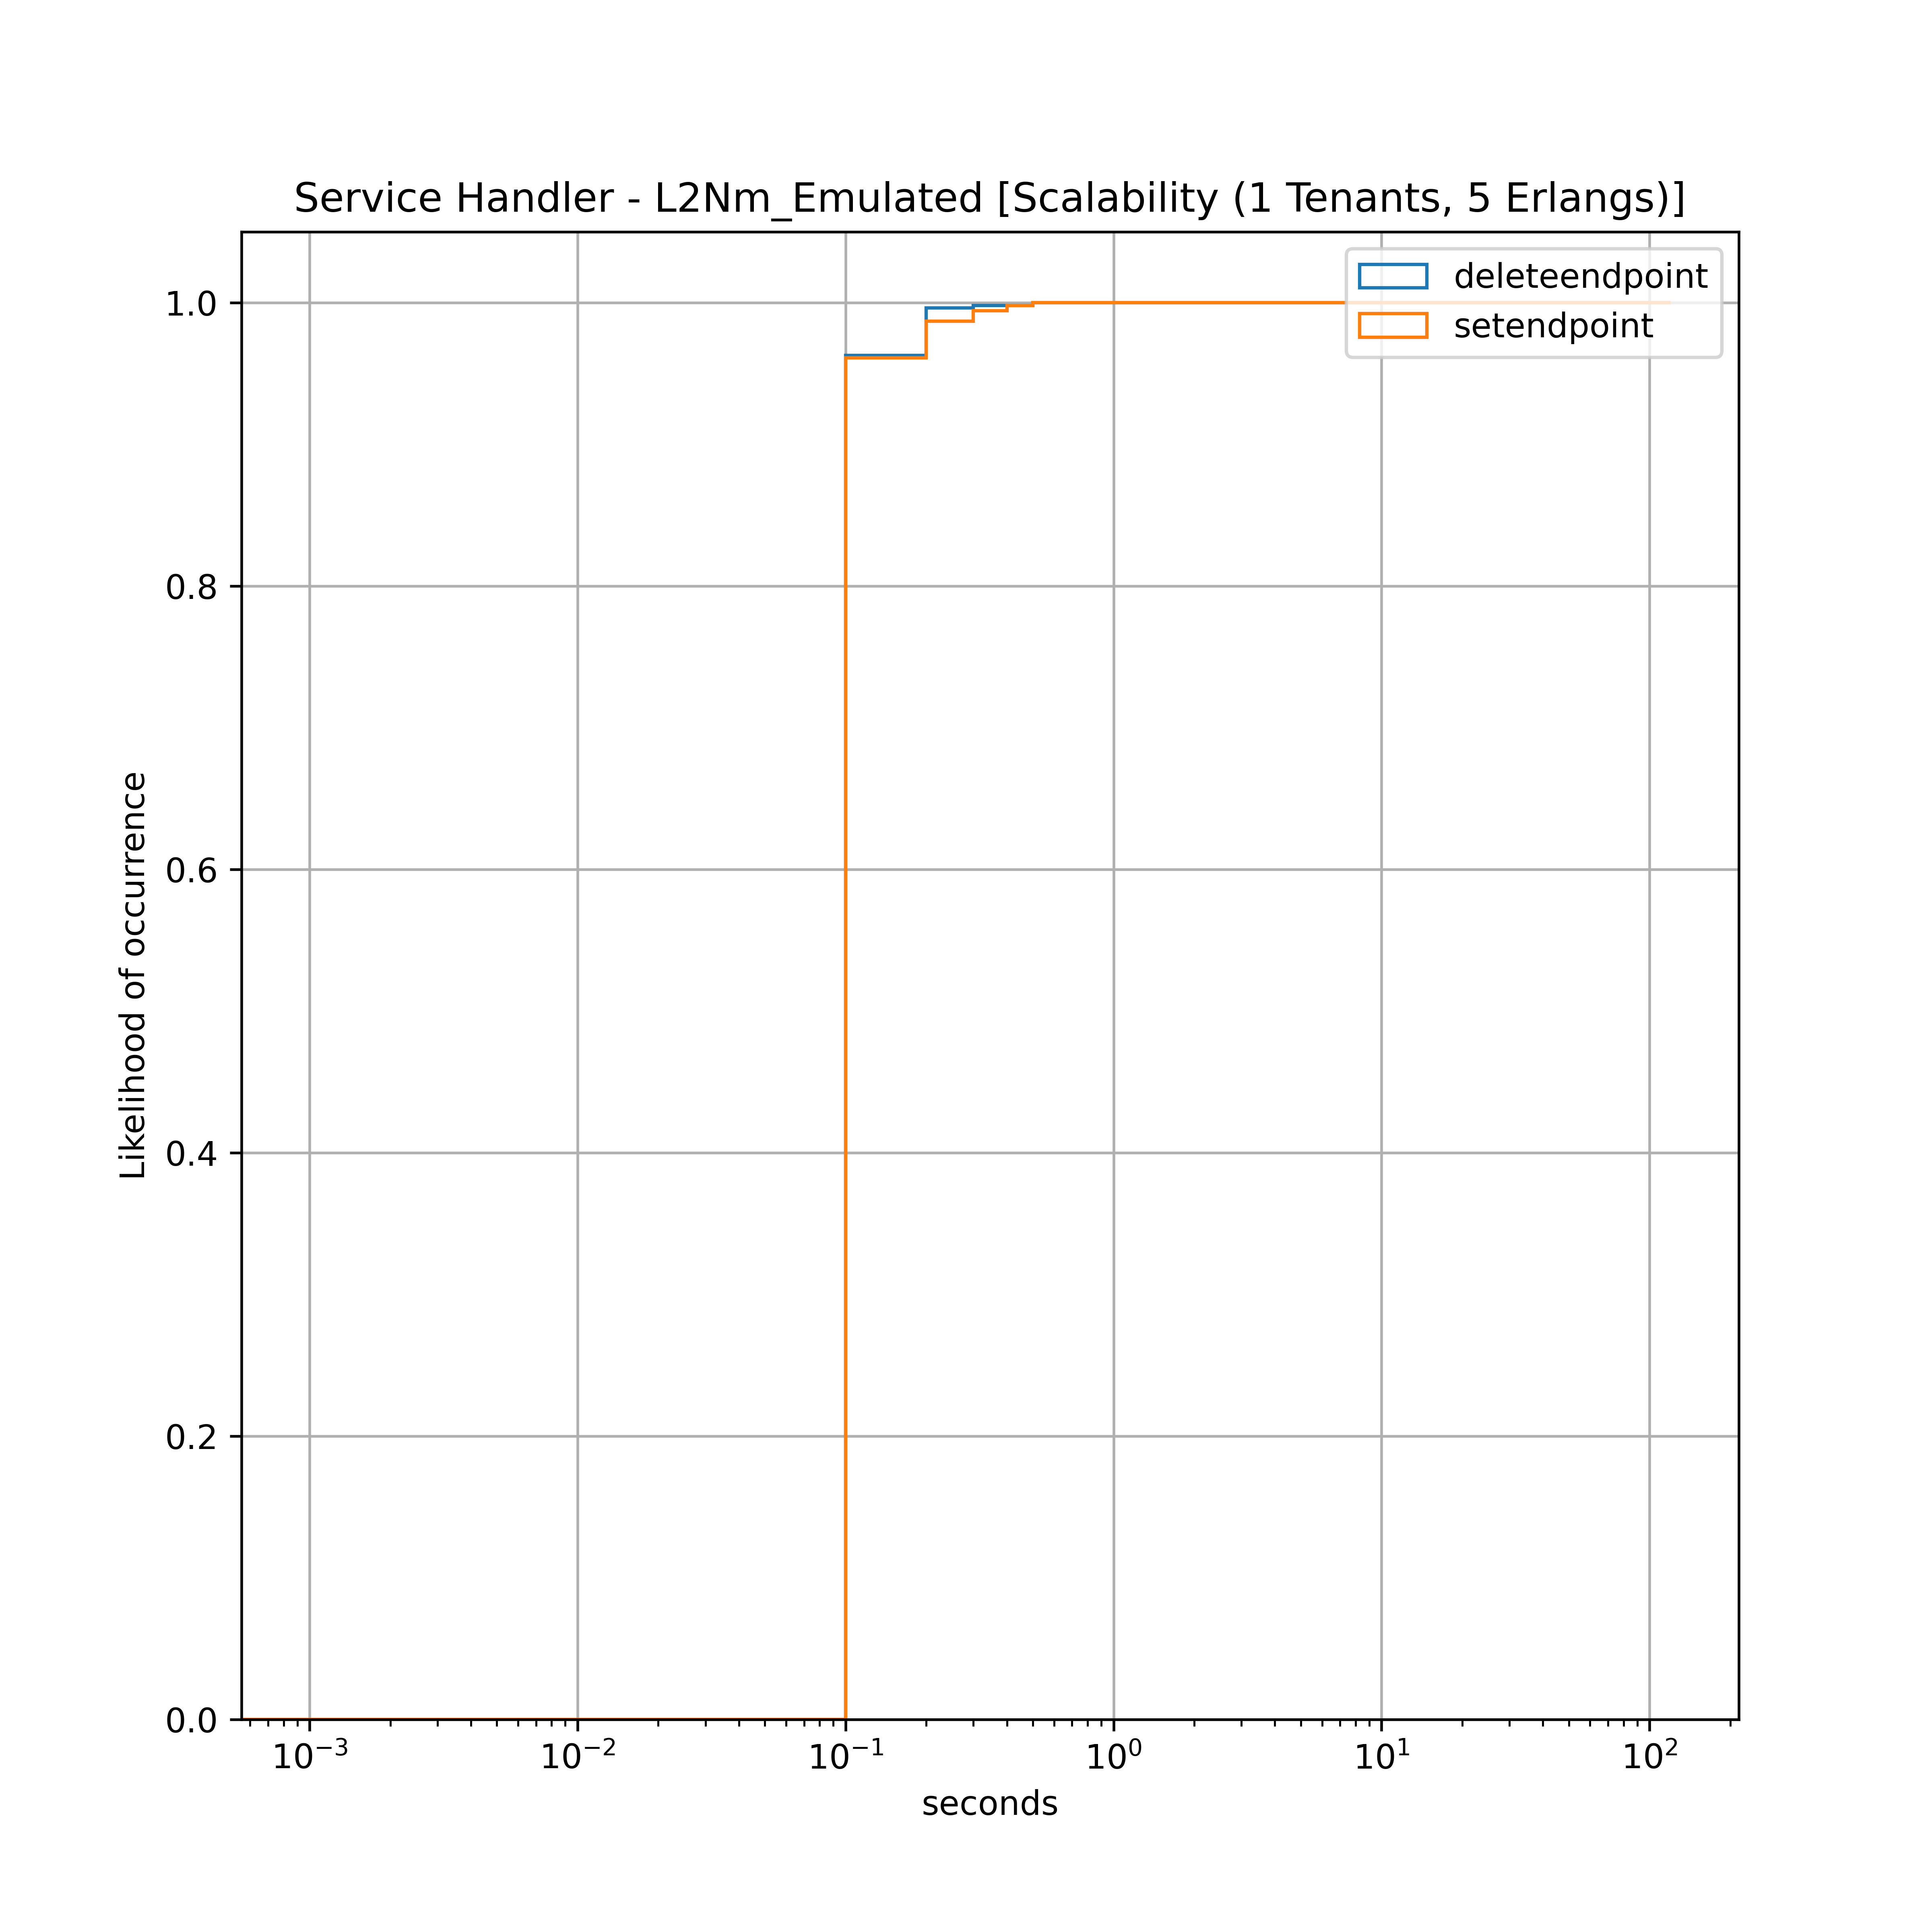 Service Handler - L2Nm_Emulated [Scalability (1 Tenants, 5 Erlangs)]
deleteendpoint
setendpoint
1.0
0.8
0.6
0.4
0.2
0.0
Likelihood of occurrence
10⁻³ 10⁻² 10⁻¹ 10⁰ 10¹ 10²
seconds